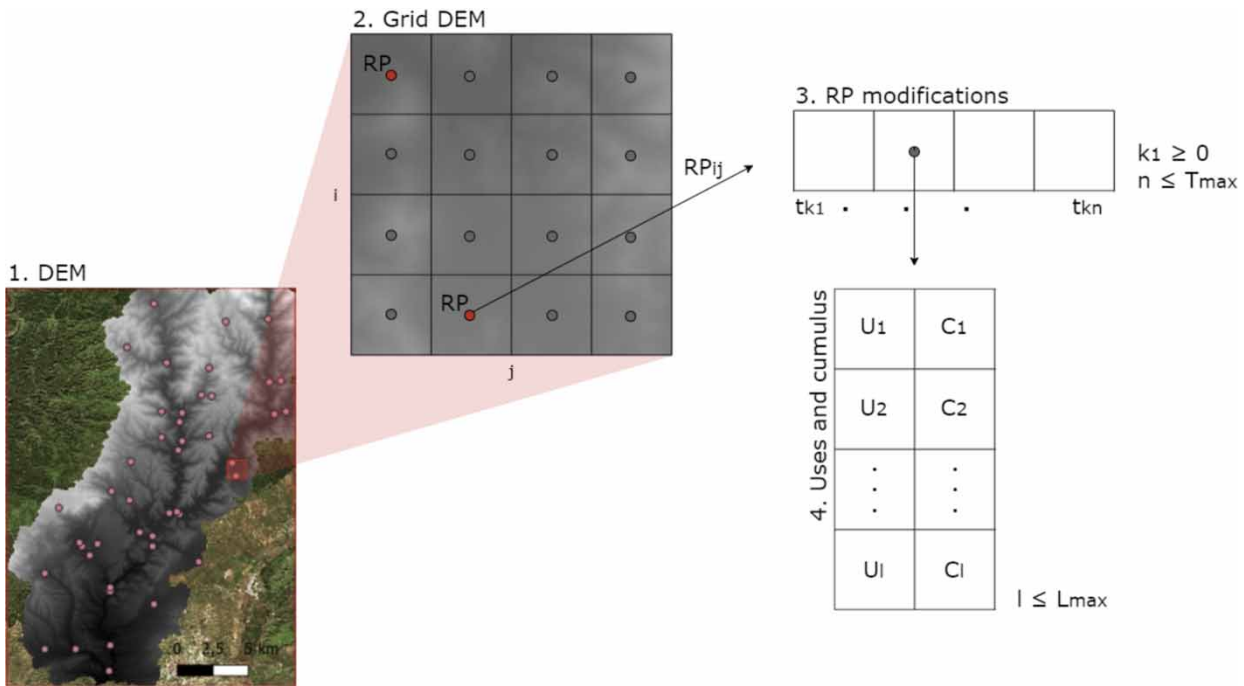 2. Grid DEM
RP
i
RP
j
RPij
3. RP modifications
k1 ≥ 0
n ≤ Tmax
tk1 . . . tkn
1. DEM
0 2,5 5 km
4. Uses and cumulus
U1 C1
U2 C2
. .
. .
. .
Ul Cl
l ≤ Lmax